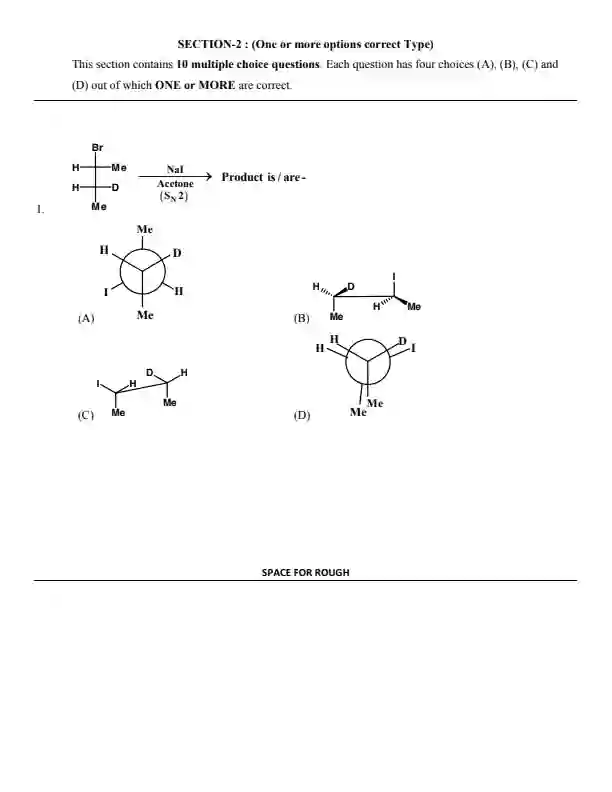 SECTION-2 : (One or more options correct Type)
This section contains 10 multiple choice questions. Each question has four choices (A), (B), (C) and
(D) out of which ONE or MORE are correct.
Br
H Me
H D
Me
NaI
Acetone
(SN2)
Product is / are -
1.
Me
H D
I H
Me
(A)
H D I
Me H Me
(B)
I H D H
Me Me
(C)
H H D I
Me Me
(D)
SPACE FOR ROUGH